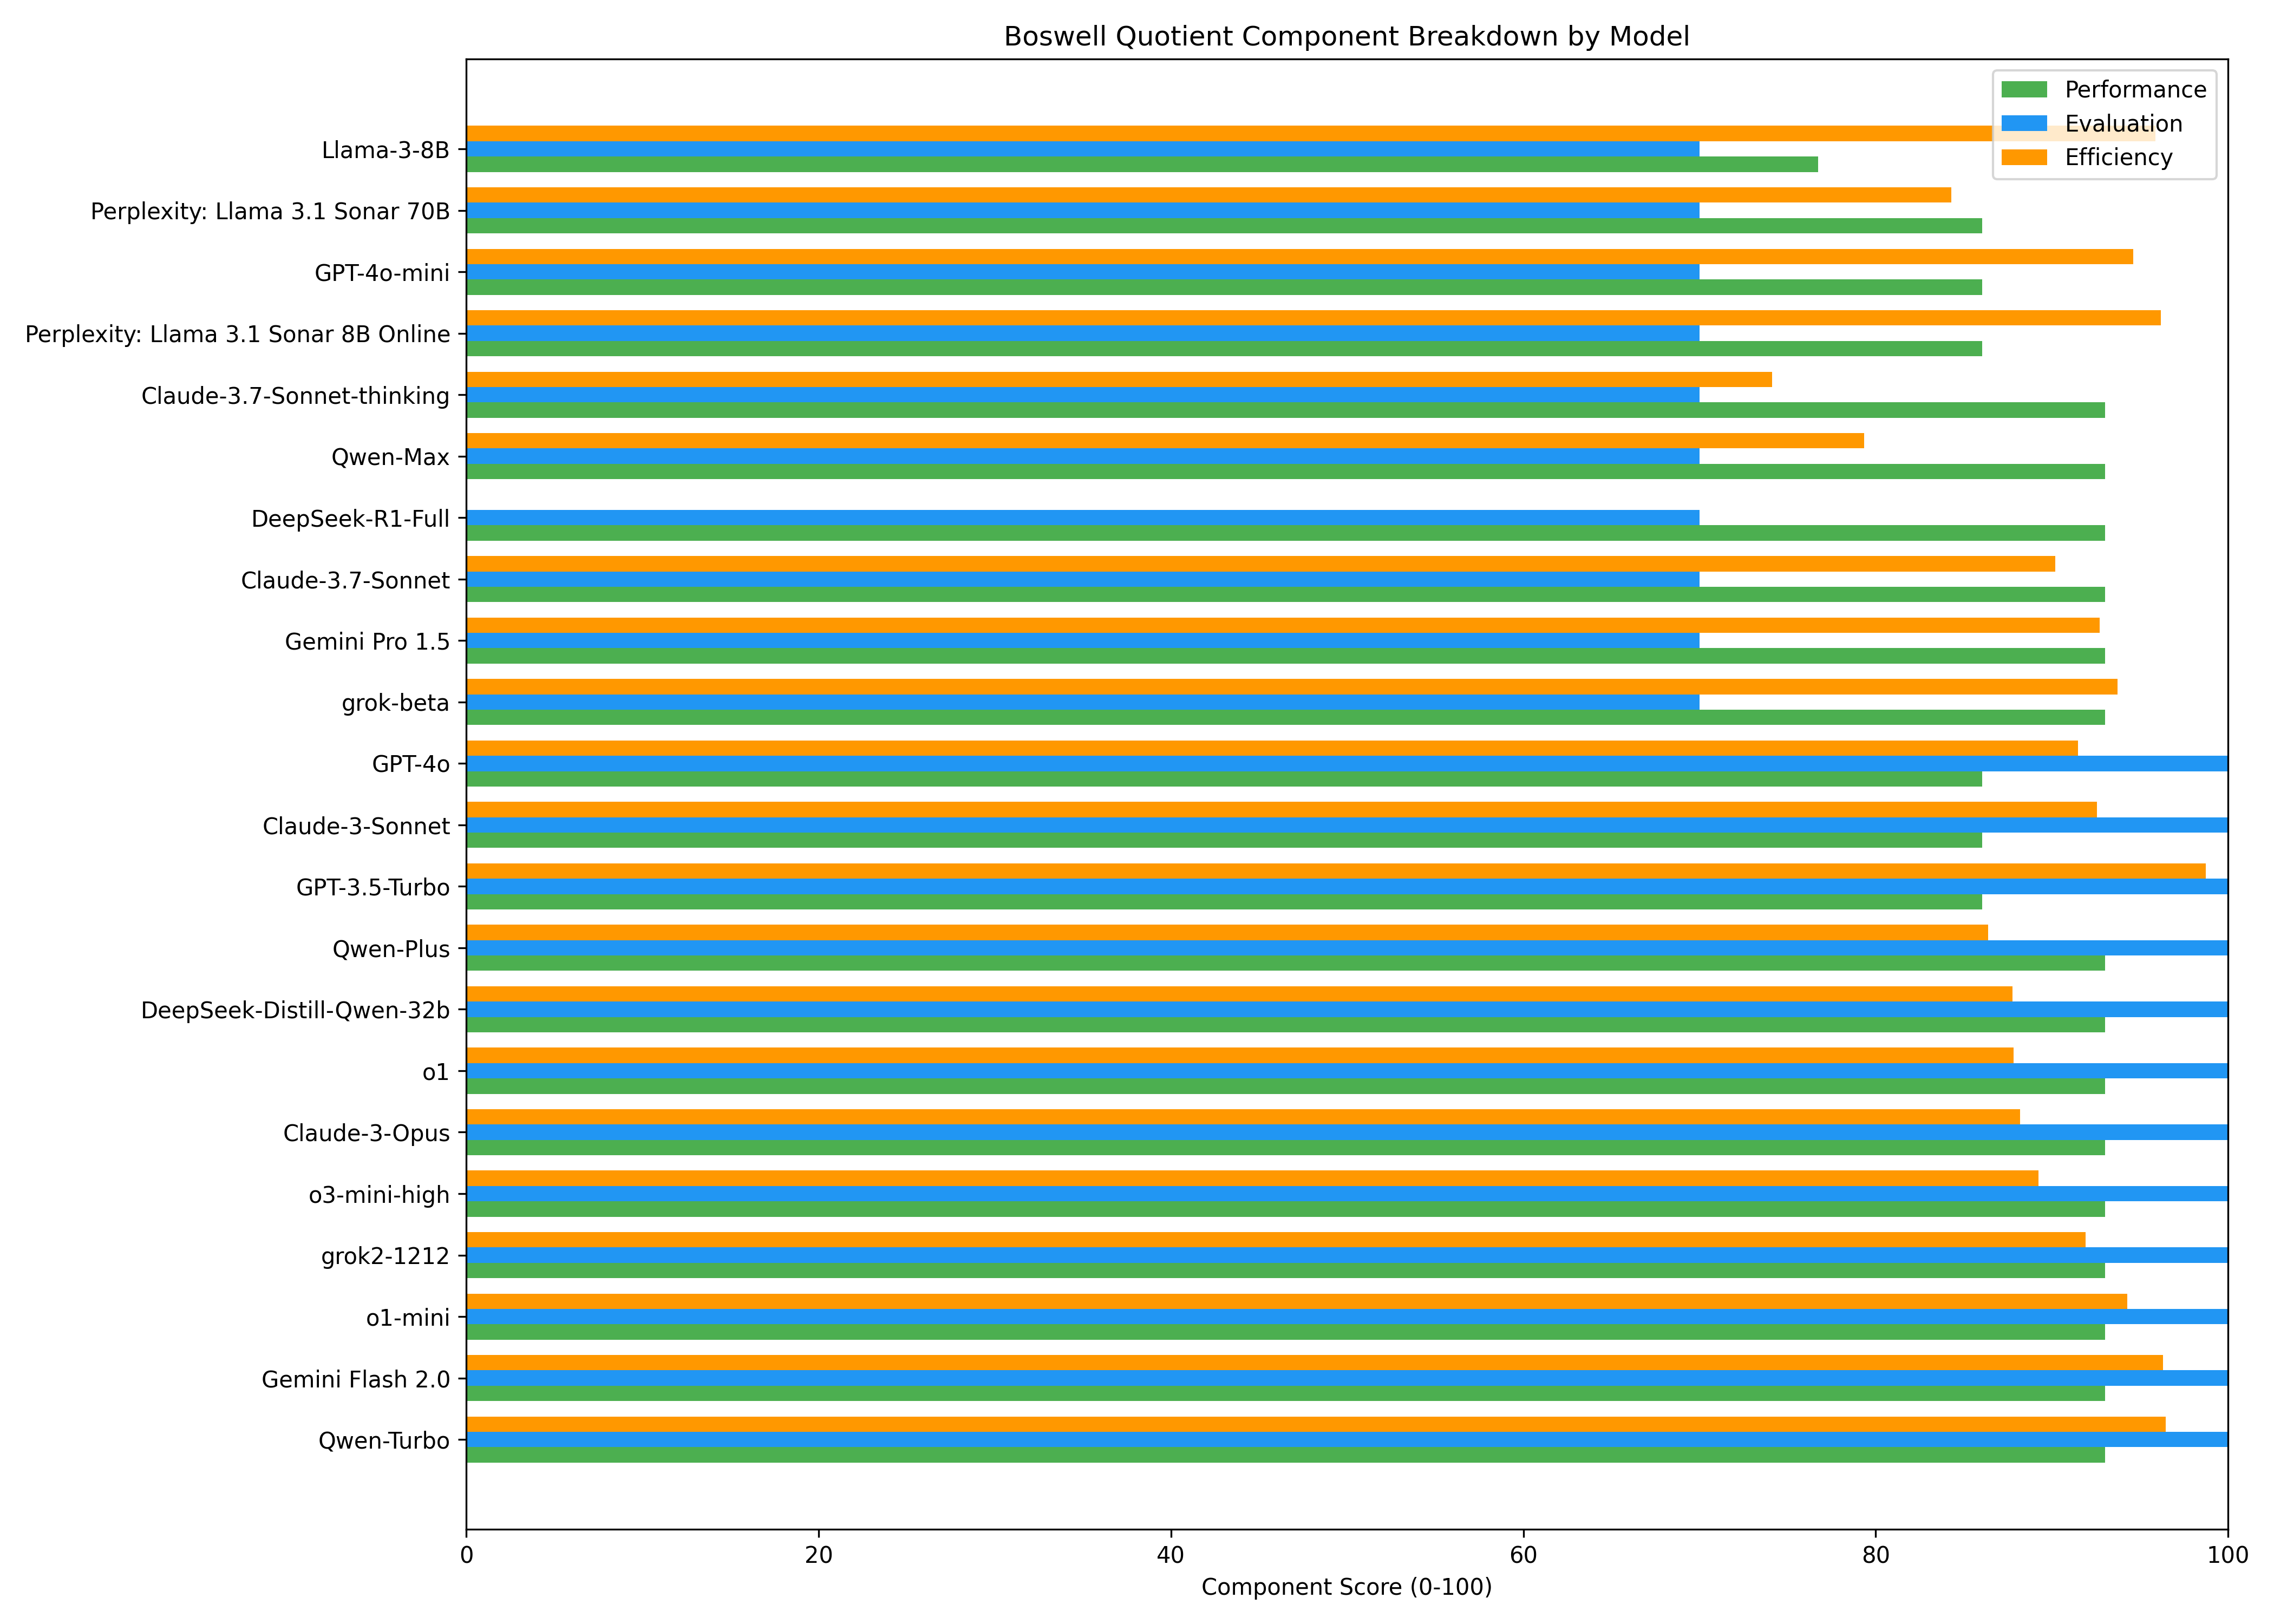 Boswell Quotient Component Breakdown by Model
Performance
Evaluation
Efficiency
Llama-3-8B
Perplexity: Llama 3.1 Sonar 70B
GPT-4o-mini
Perplexity: Llama 3.1 Sonar 8B Online
Claude-3.7-Sonnet-thinking
Qwen-Max
DeepSeek-R1-Full
Claude-3.7-Sonnet
Gemini Pro 1.5
grok-beta
GPT-4o
Claude-3-Sonnet
GPT-3.5-Turbo
Qwen-Plus
DeepSeek-Distill-Qwen-32b
o1
Claude-3-Opus
o3-mini-high
grok2-1212
o1-mini
Gemini Flash 2.0
Qwen-Turbo
0 20 40 60 80 100
Component Score (0-100)